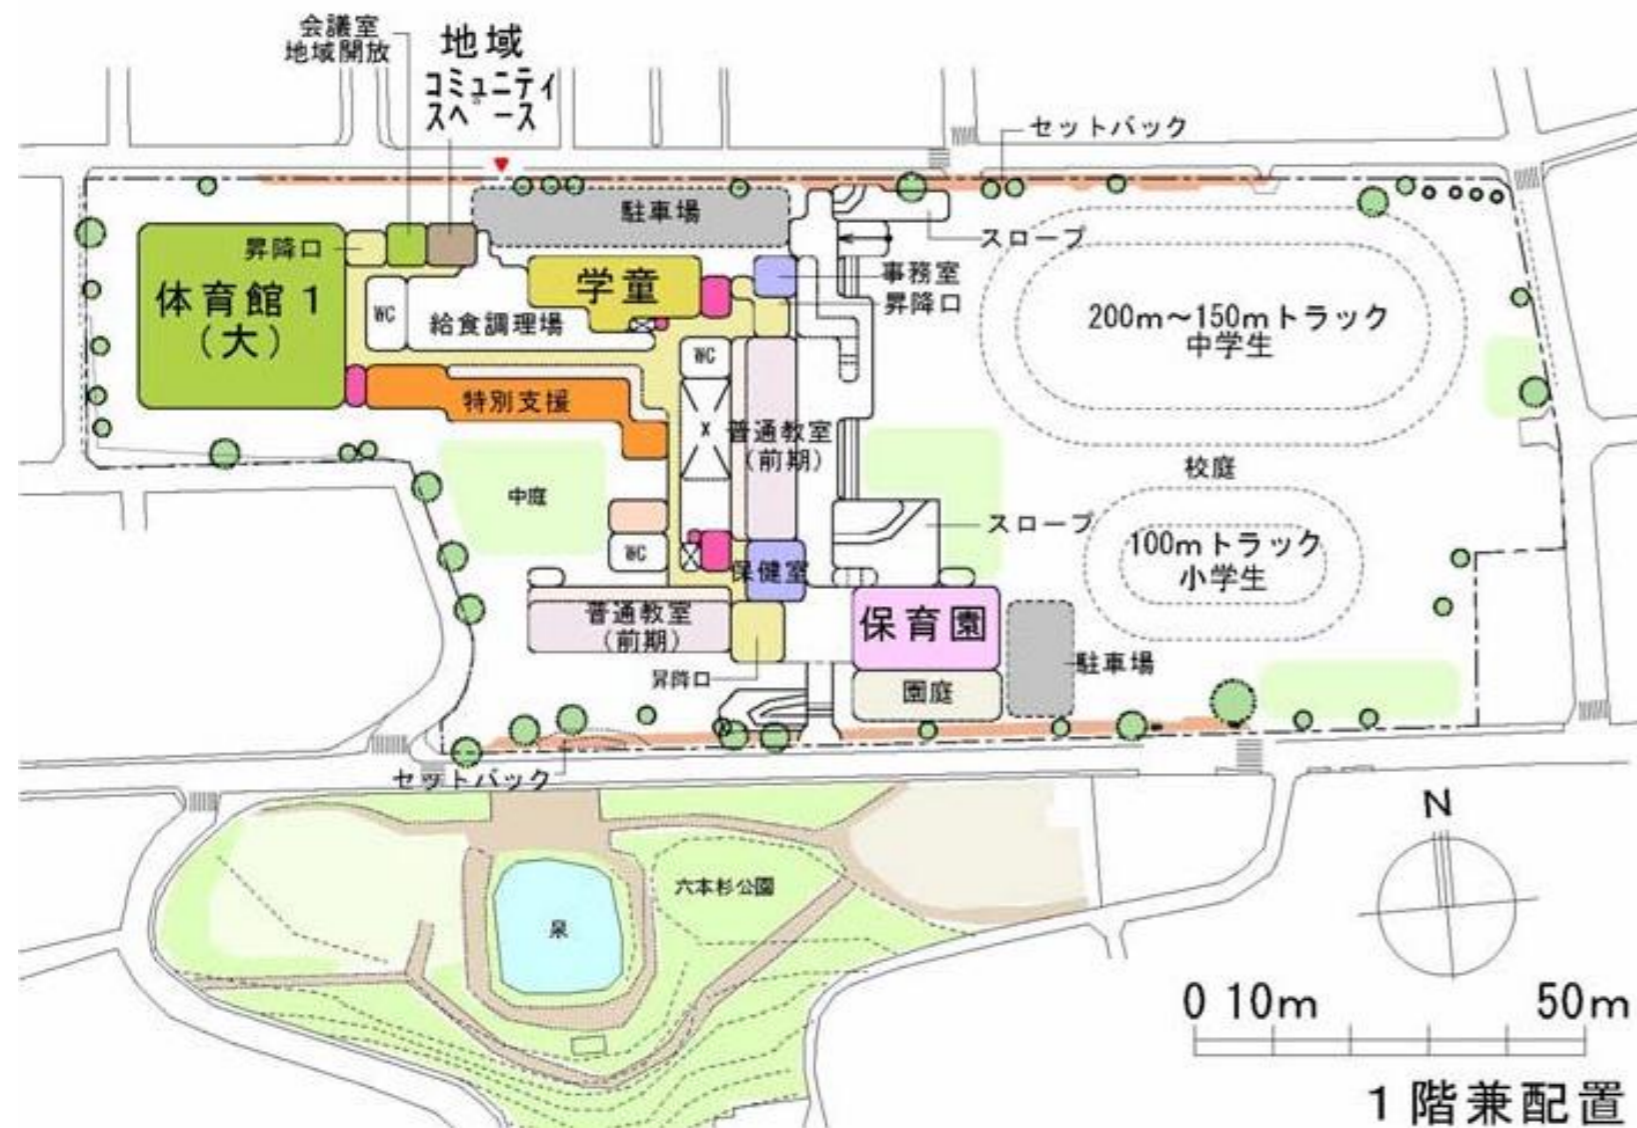 会議室
地域開放
地域
コミュニティ
スペース
セットバック
駐車場
スロープ
昇降口
体育館１
(大)
学童
事務室
昇降口
WC
給食調理場
200m～150mトラック
中学生
WC
特別支援
X
普通教室
(前期)
校庭
中庭
スロープ
WC
保健室
100mトラック
小学生
普通教室
(前期)
保育園
駐車場
昇降口
園庭
セットバック
N
六本杉公園
泉
0 10m 50m
１階兼配置